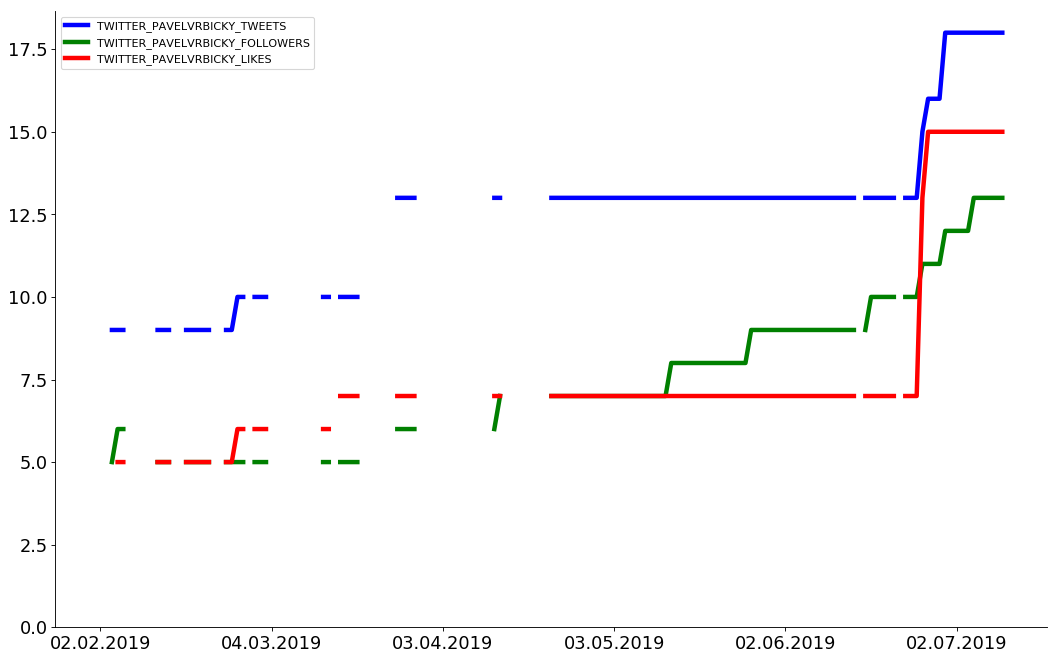 TWITTER_PAVELVRBICKY_TWEETS
TWITTER_PAVELVRBICKY_FOLLOWERS
TWITTER_PAVELVRBICKY_LIKES
17.5
15.0
12.5
10.0
7.5
5.0
2.5
0.0
02.02.2019 04.03.2019 03.04.2019 03.05.2019 02.06.2019 02.07.2019